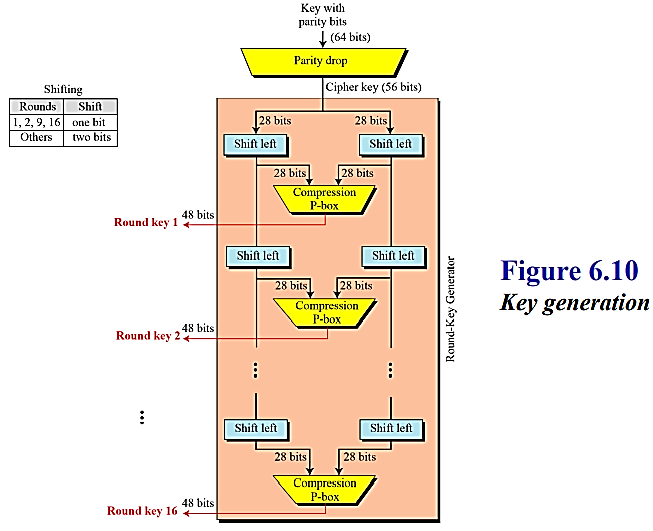 Key with
parity bits
(64 bits)
Parity drop
Cipher key (56 bits)
Shifting
Rounds Shift
1, 2, 9, 16 one bit
Others two bits
28 bits 28 bits
Shift left Shift left
28 bits 28 bits
Compression
P-box
48 bits
Round key 1
Shift left Shift left
28 bits 28 bits
Compression
P-box
48 bits
Round key 2
Round-Key Generator
Figure 6.10
Key generation
Shift left Shift left
28 bits 28 bits
Compression
P-box
48 bits
Round key 16